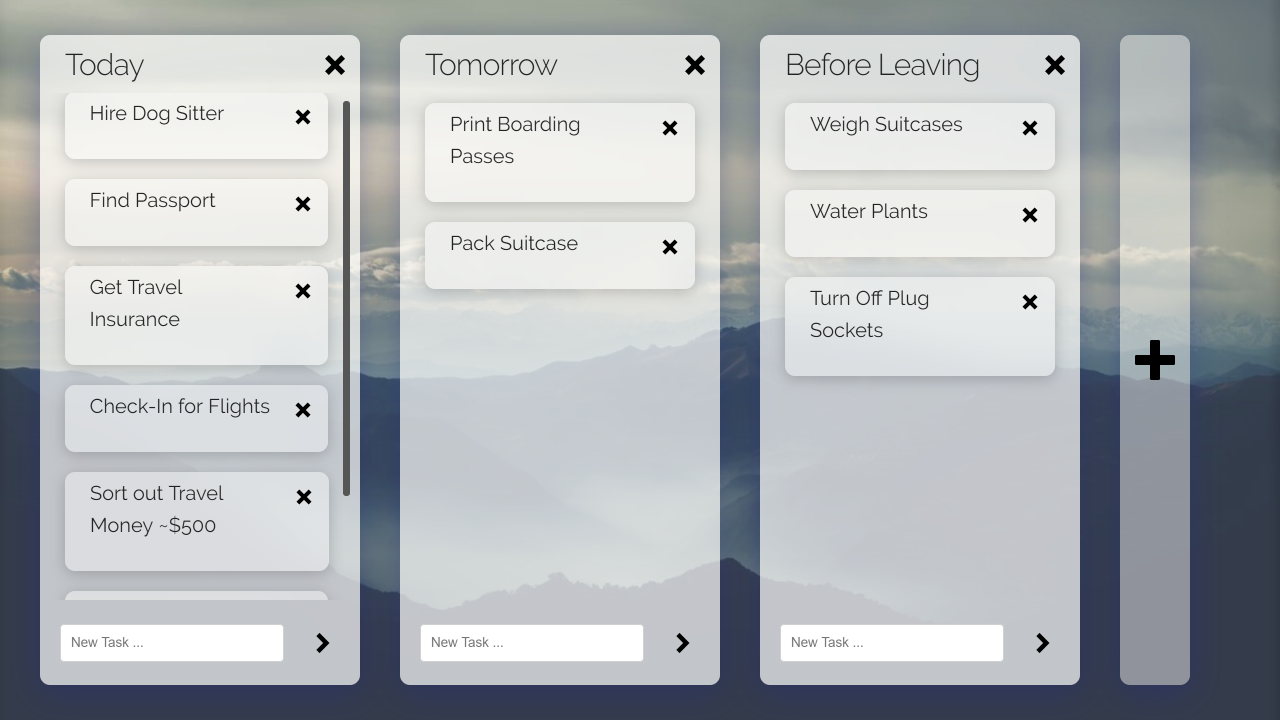 Today
Hire Dog Sitter
Find Passport
Get Travel
Insurance
Check-In for Flights
Sort out Travel
Money ~$500
New Task ...
Tomorrow
Print Boarding
Passes
Pack Suitcase
New Task ...
Before Leaving
Weigh Suitcases
Water Plants
Turn Off Plug
Sockets
New Task ...